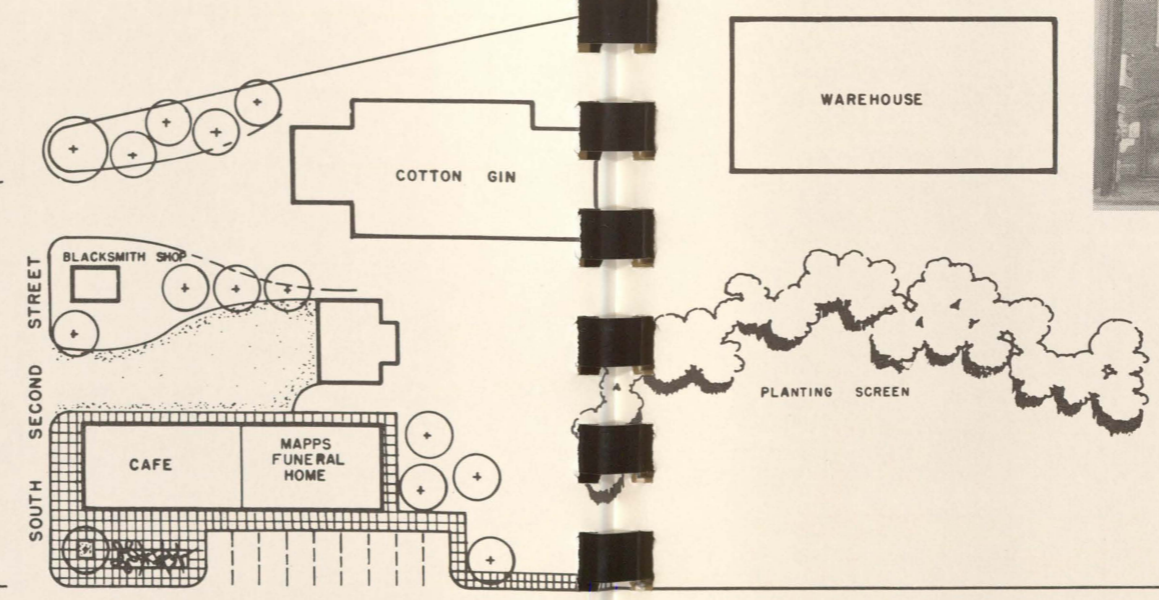 WAREHOUSE
COTTON GIN
BLACKSMITH SHOP
SOUTH SECOND STREET
PLANTING SCREEN
CAFE
MAPPS
FUNERAL
HOME